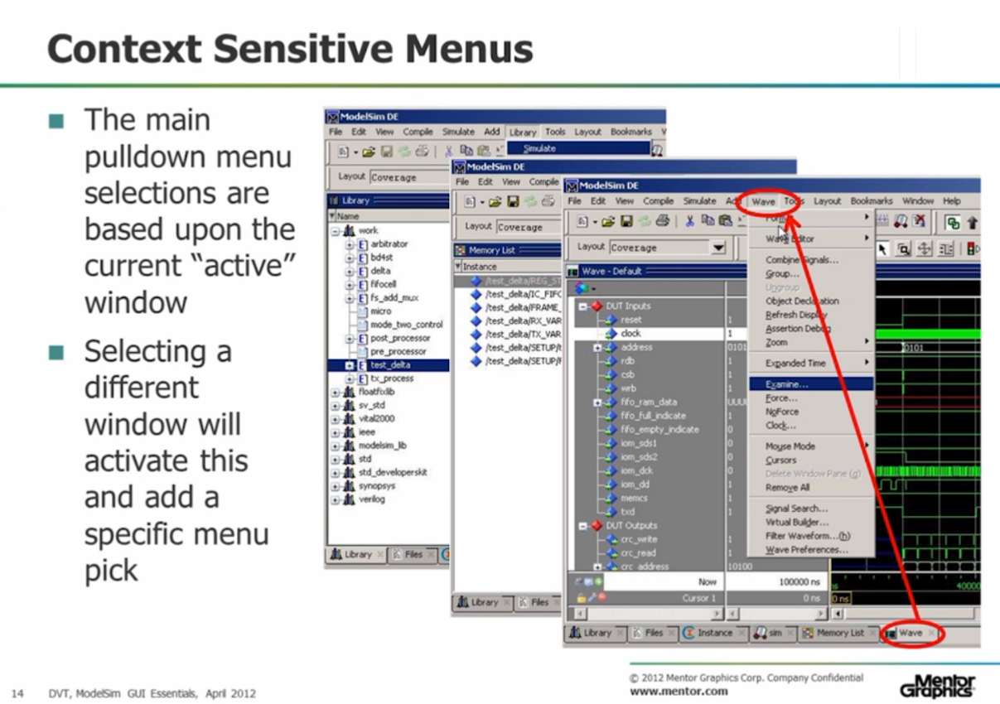 Context Sensitive Menus
The main
pulldown menu
selections are
based upon the
current “active”
window
Selecting a
different
window will
activate this
and add a
specific menu
pick
ModelSim DE
File Edit View Compile Simulate Add Library Tools Layout Bookmarks
Simulate
Layout Coverage
Library
Name
work
arbitrator
bd4st
delta
fifocell
fs_add_mux
micro
mode_two_control
post_processor
pre_processor
test_delta
tx_process
floatfixlib
sv_std
vital2000
ieee
modelsim_lib
std
std_developerskit
synopsys
verilog
Library Files
ModelSim DE
File Edit View Compile
Layout Coverage
Memory List
Instance
/test_delta/REG_ST
/test_delta/IC_FIFC
/test_delta/FRAME_
/test_delta/RX_VAR
/test_delta/TX_VAR
/test_delta/SETUP/
/test_delta/SETUP/
Library Files
ModelSim DE
File Edit View Compile Simulate Wave Tools Layout Bookmarks Window Help
Layout Coverage
Wave - Default
DUT Inputs
reset 1
clock 1
address 0101
rdb 1
csb 1
wrb 1
fifo_ram_data UUU
fifo_full_indicate 1
fifo_empty_indicate 0
iom_sds1 0
iom_sds2 0
iom_dck 0
iom_dd 1
memcs 1
txd 1
DUT Outputs
crc_write 1
crc_read 1
crc_address 10100
Now 100000 ns
Cursor 1 0 ns
Wave Editor
Combine Signals...
Group...
Ungroup
Object Declaration
Refresh Display
Assertion Debug
Zoom
Expanded Time
Examine...
Force...
NoForce
Clock...
Mouse Mode
Cursors
Delete Window Pane (g)
Remove All
Signal Search...
Virtual Builder...
Filter Waveform...(h)
Wave Preferences...
0101
ns 40000
0 ns
Library Files Instance sim Memory List Wave
14 DVT, ModelSim GUI Essentials, April 2012
© 2012 Mentor Graphics Corp. Company Confidential
www.mentor.com
Mentor
Graphics